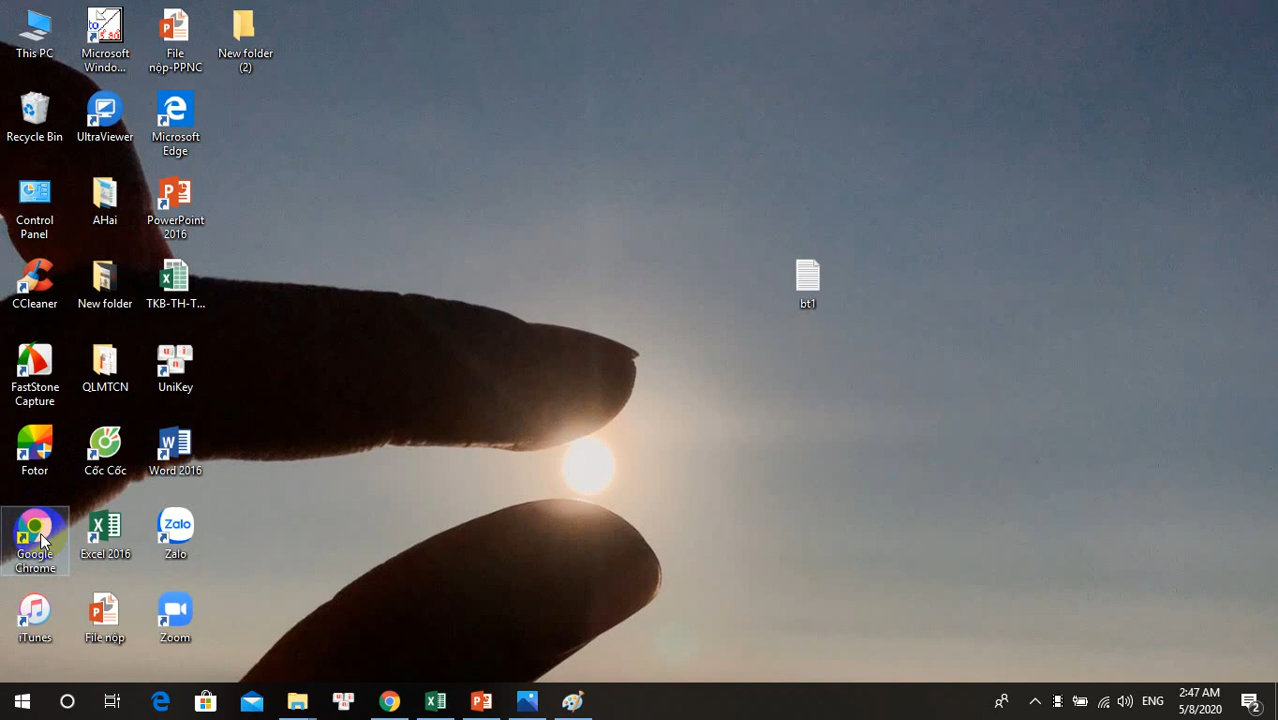 This PC
Microsoft
Windo...
File
nộp-PPNC
New folder
(2)
Recycle Bin
UltraViewer
Microsoft
Edge
Control
Panel
AHai
PowerPoint
2016
CCleaner
New folder
TKB-TH-T...
bt1
FastStone
Capture
QLMTCN
UniKey
Fotor
Cốc Cốc
Word 2016
Google
Chrome
Excel 2016
Zalo
Zalo
iTunes
File nộp
Zoom
ENG
2:47 AM
5/8/2020
2